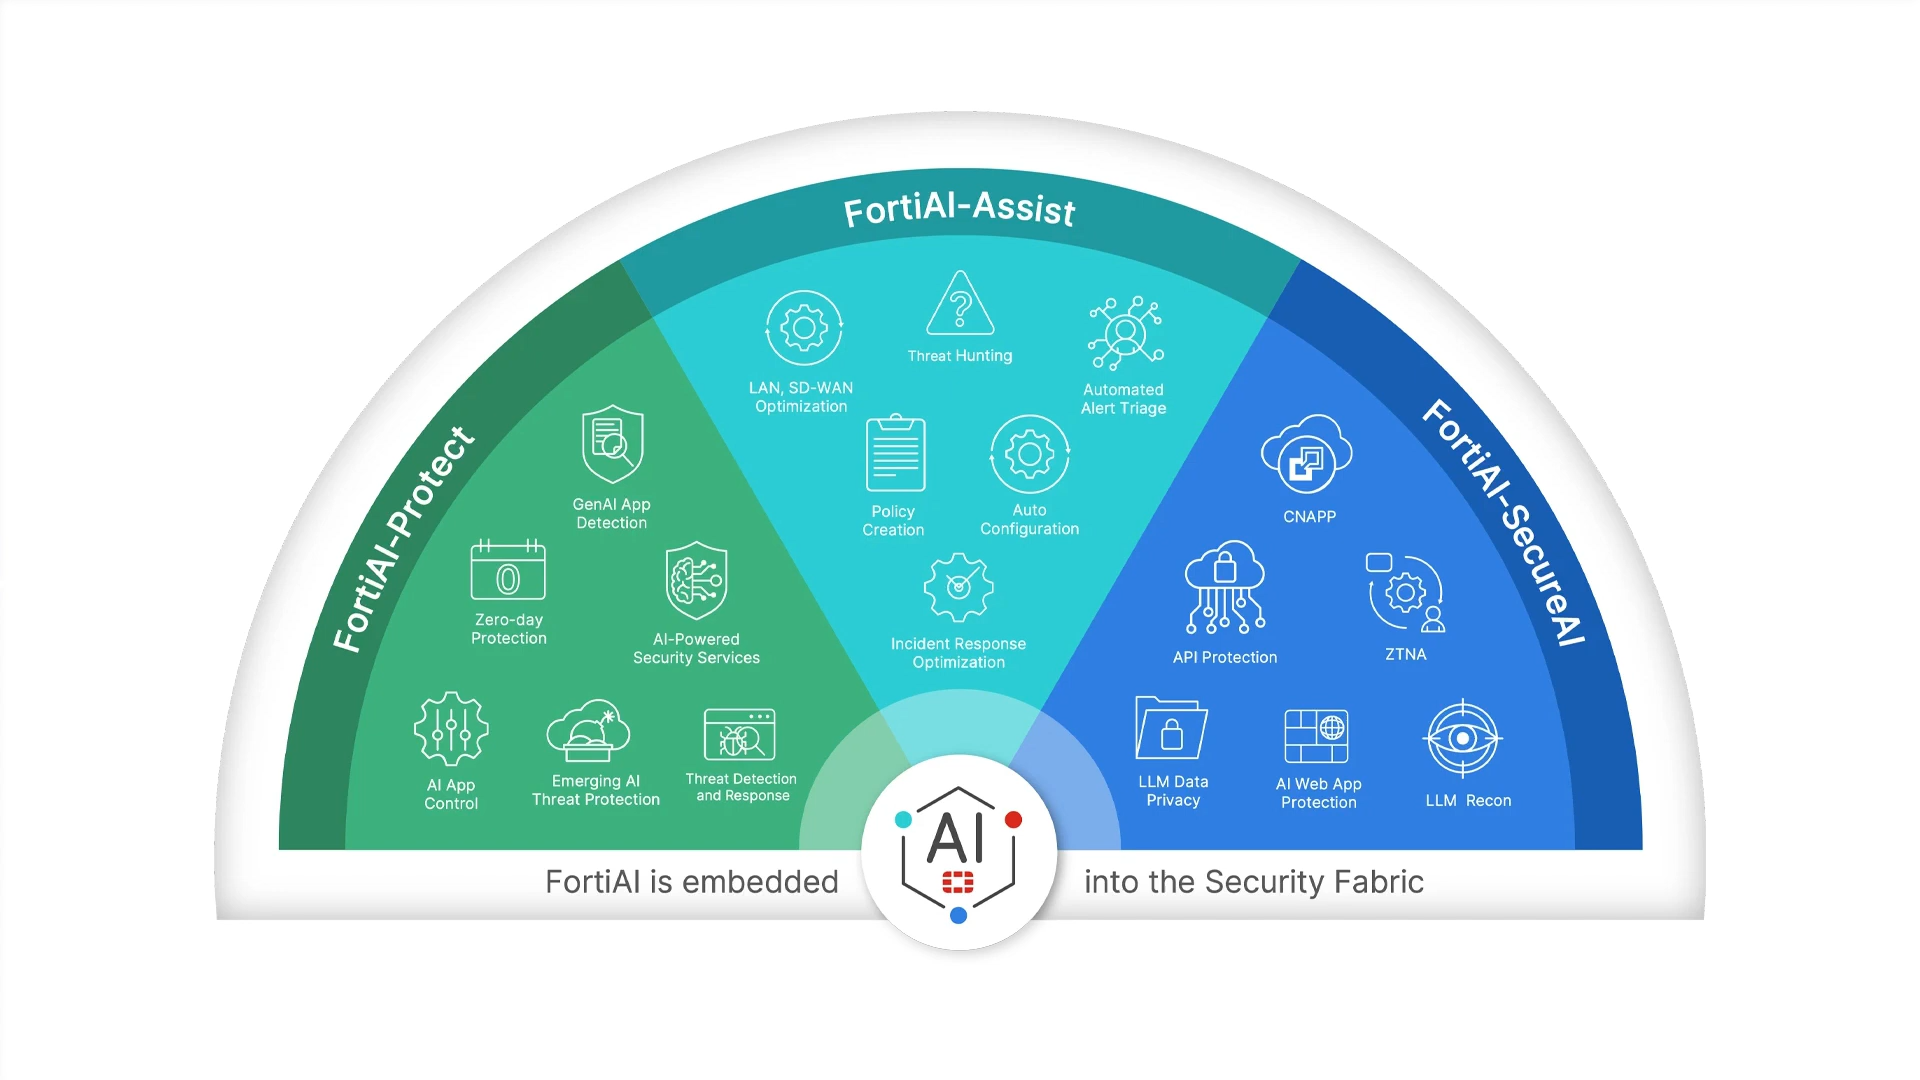 FortiAI-Assist
FortiAI-Protect
FortiAI-SecureAI
LAN, SD-WAN
Optimization
Threat Hunting
Automated
Alert Triage
Policy
Creation
Auto
Configuration
Incident Response
Optimization
GenAI App
Detection
0
Zero-day
Protection
AI-Powered
Security Services
AI App
Control
Emerging AI
Threat Protection
Threat Detection
and Response
CNAPP
API Protection
ZTNA
LLM Data
Privacy
AI Web App
Protection
LLM Recon
AI
FortiAI is embedded
into the Security Fabric